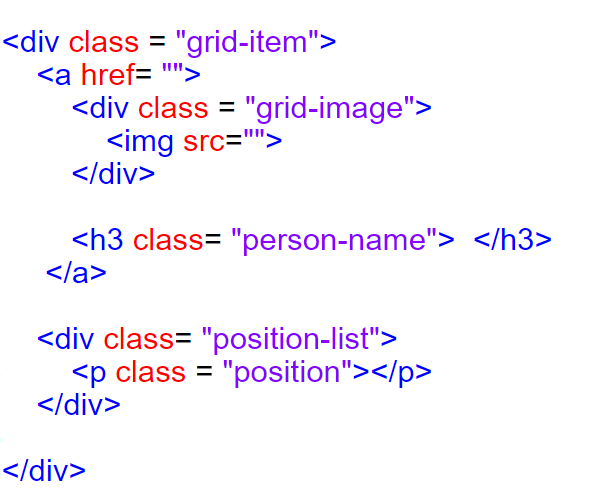 <div class = "grid-item">
<a href= "">
<div class = "grid-image">
<img src="">
</div>
<h3 class= "person-name">  </h3>
</a>
<div class= "position-list">
<p class = "position"></p>
</div>
</div>